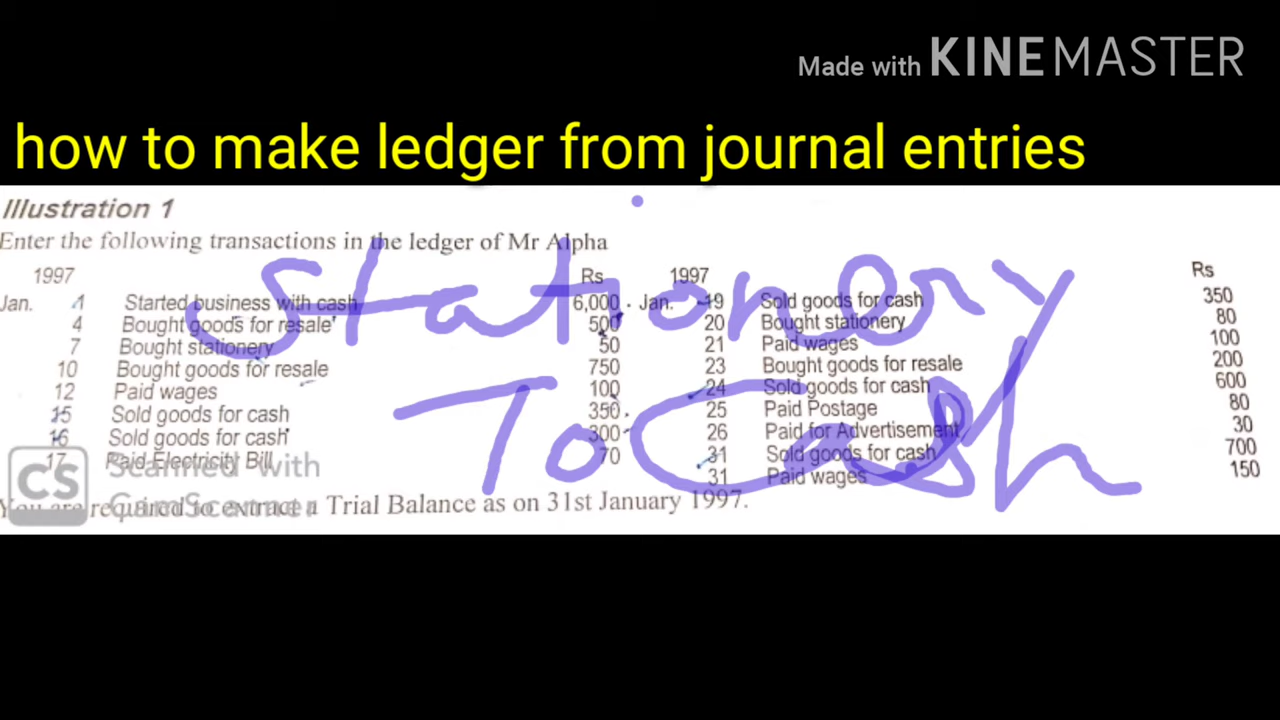 Made with KINEMASTER
how to make ledger from journal entries
Illustration 1
Enter the following transactions in the ledger of Mr Alpha
1997 Rs 1997 Rs
Jan. 1 Started business with cash 6,000 Jan. 19 Sold goods for cash 350
4 Bought goods for resale 500 20 Bought stationery 80
7 Bought stationery 50 21 Paid wages 100
10 Bought goods for resale 750 23 Bought goods for resale 200
12 Paid wages 100 24 Sold goods for cash 600
15 Sold goods for cash 350 25 Paid Postage 80
16 Sold goods for cash 300 26 Paid for Advertisement 30
17 Paid Electricity Bill 70 31 Sold goods for cash 700
31 Paid wages 150
You are required to extract a Trial Balance as on 31st January 1997.
CS Scanned with
CamScanner
Stationery
To Cash